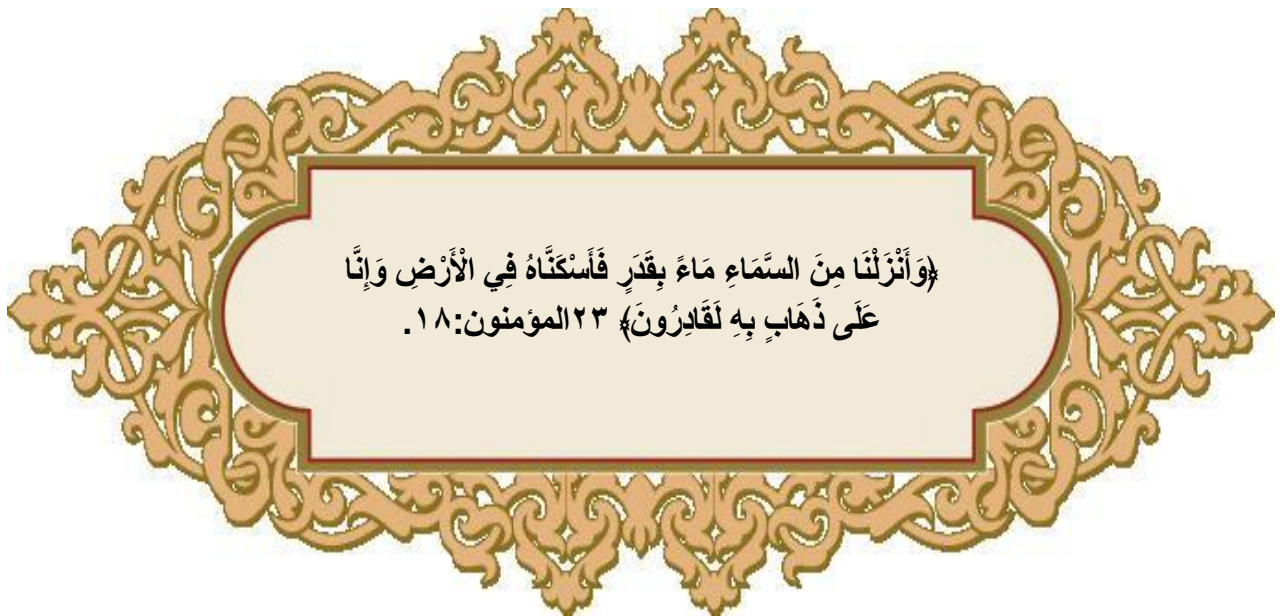 ﴿وَأَنْزَلْنَا مِنَ السَّمَاءِ مَاءً بِقَدَرٍ فَأَسْكَنَّاهُ فِي الْأَرْضِ وَإِنَّا
عَلَى ذَهَابٍ بِهِ لَقَادِرُونَ﴾ ٢٣المؤمنون:١٨.